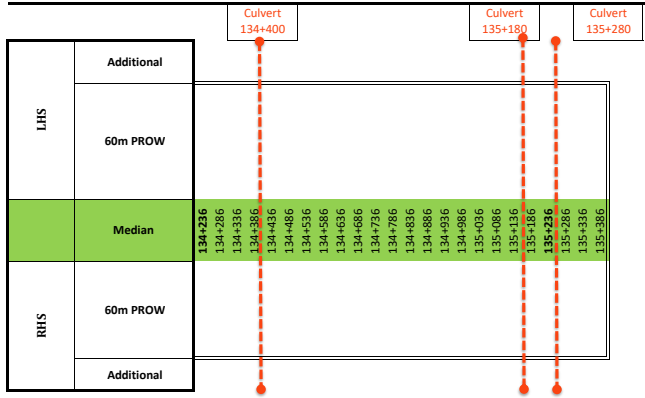 Culvert
134+400
Culvert
135+180
Culvert
135+280
Additional
LHS
60m PROW
Median
134+236
134+286
134+336
134+386
134+436
134+486
134+536
134+586
134+636
134+686
134+736
134+786
134+836
134+886
134+936
134+986
135+036
135+086
135+136
135+186
135+236
135+286
135+336
135+386
60m PROW
RHS
Additional